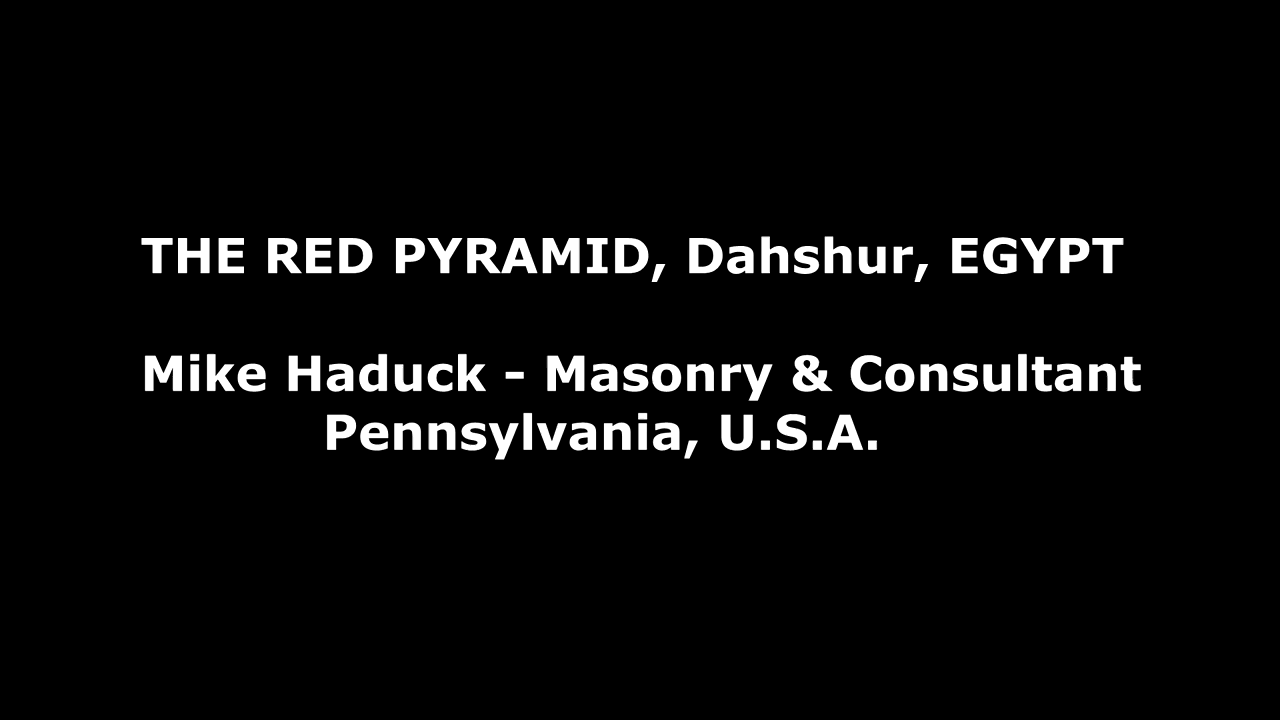 THE RED PYRAMID, Dahshur, EGYPT
Mike Haduck - Masonry & Consultant
Pennsylvania, U.S.A.